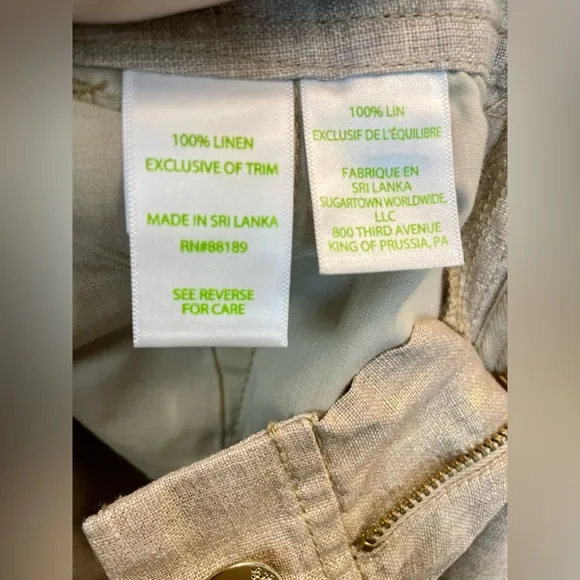 100% LINEN
EXCLUSIVE OF TRIM
MADE IN SRI LANKA
RN#88189
SEE REVERSE
FOR CARE
100% LIN
EXCLUSIF DE L'ÉQUILIBRE
FABRIQUE EN
SRI LANKA
SUGARTOWN WORLDWIDE,
LLC
800 THIRD AVENUE
KING OF PRUSSIA, PA